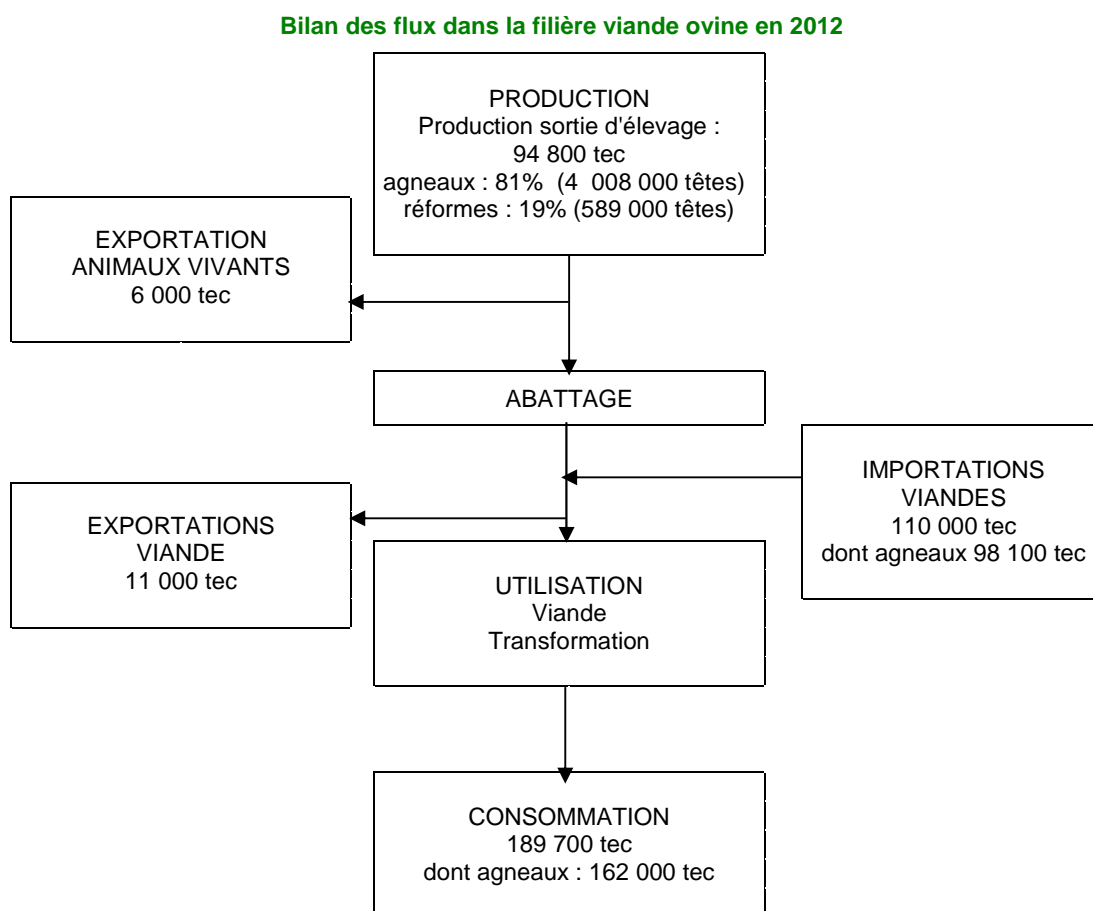 Bilan des flux dans la filière viande ovine en 2012
PRODUCTION
Production sortie d'élevage :
94 800 tec
agneaux : 81% (4 008 000 têtes)
réformes : 19% (589 000 têtes)
EXPORTATION
ANIMAUX VIVANTS
6 000 tec
ABATTAGE
IMPORTATIONS
VIANDES
110 000 tec
dont agneaux 98 100 tec
EXPORTATIONS
VIANDE
11 000 tec
UTILISATION
Viande
Transformation
CONSOMMATION
189 700 tec
dont agneaux : 162 000 tec